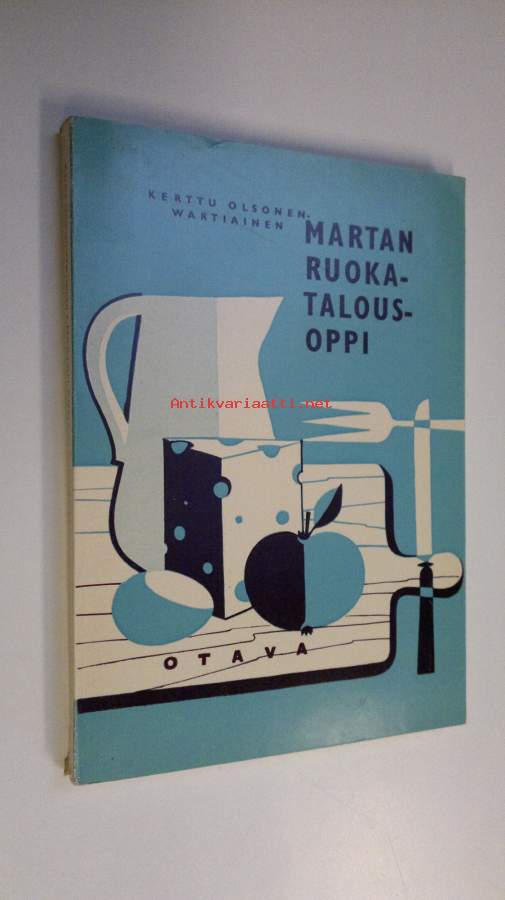 KERTTU OLSONEN-
WARTIAINEN
MARTAN
RUOKA-
TALOUS-
OPPI
Antikvariaatti.net
OTAVA